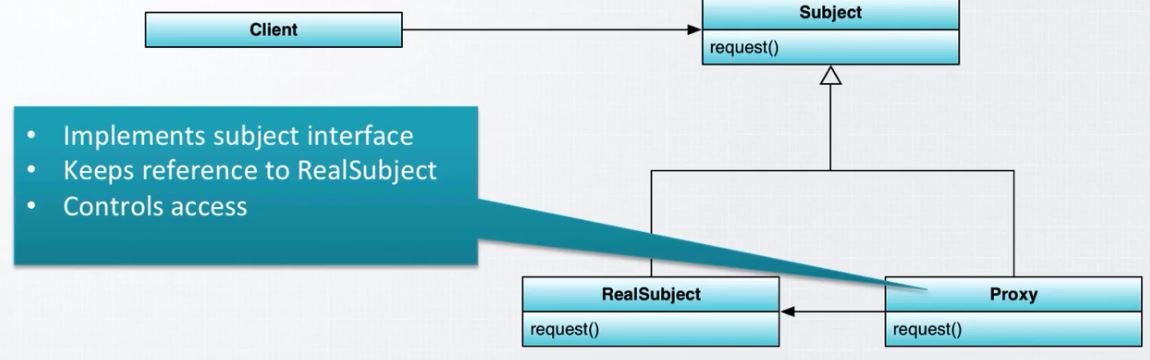 Client
Subject
request()
• Implements subject interface
• Keeps reference to RealSubject
• Controls access
RealSubject
request()
Proxy
request()